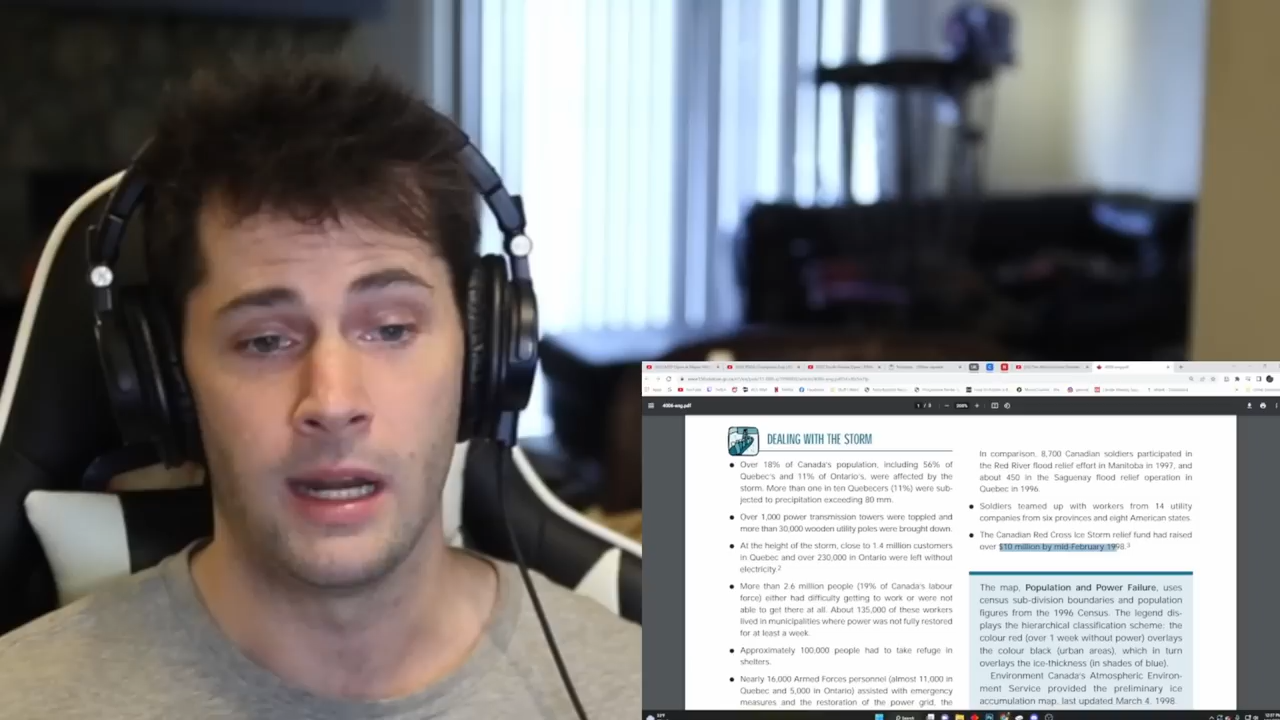 4006-eng.pdf
1 / 8
200%
DEALING WITH THE STORM
Over 18% of Canada's population, including 56% of
Quebec's and 11% of Ontario's, were affected by the
storm. More than one in ten Quebecers (11%) were sub-
jected to precipitation exceeding 80 mm.
Over 1,000 power transmission towers were toppled and
more than 30,000 wooden utility poles were brought down.
At the height of the storm, close to 1.4 million customers
in Quebec and over 230,000 in Ontario were left without
electricity.2
More than 2.6 million people (19% of Canada's labour
force) either had difficulty getting to work or were not
able to get there at all. About 135,000 of these workers
lived in municipalities where power was not fully restored
for at least a week.
Approximately 100,000 people had to take refuge in
shelters.
Nearly 16,000 Armed Forces personnel (almost 11,000 in
Quebec and 5,000 in Ontario) assisted with emergency
measures and the restoration of the power grid, the
In comparison, 8,700 Canadian soldiers participated in
the Red River flood relief effort in Manitoba in 1997, and
about 450 in the Saguenay flood relief operation in
Quebec in 1996.
Soldiers teamed up with workers from 14 utility
companies from six provinces and eight American states.
The Canadian Red Cross Ice Storm relief fund had raised
over $10 million by mid-February 1998.3
The map, Population and Power Failure, uses
census sub-division boundaries and population
figures from the 1996 Census. The legend dis-
plays the hierarchical classification scheme: the
colour red (over 1 week without power) overlays
the colour black (urban areas), which in turn
overlays the ice-thickness (in shades of blue).
Environment Canada's Atmospheric Environ-
ment Service provided the preliminary ice
accumulation map, last updated March 4, 1998.